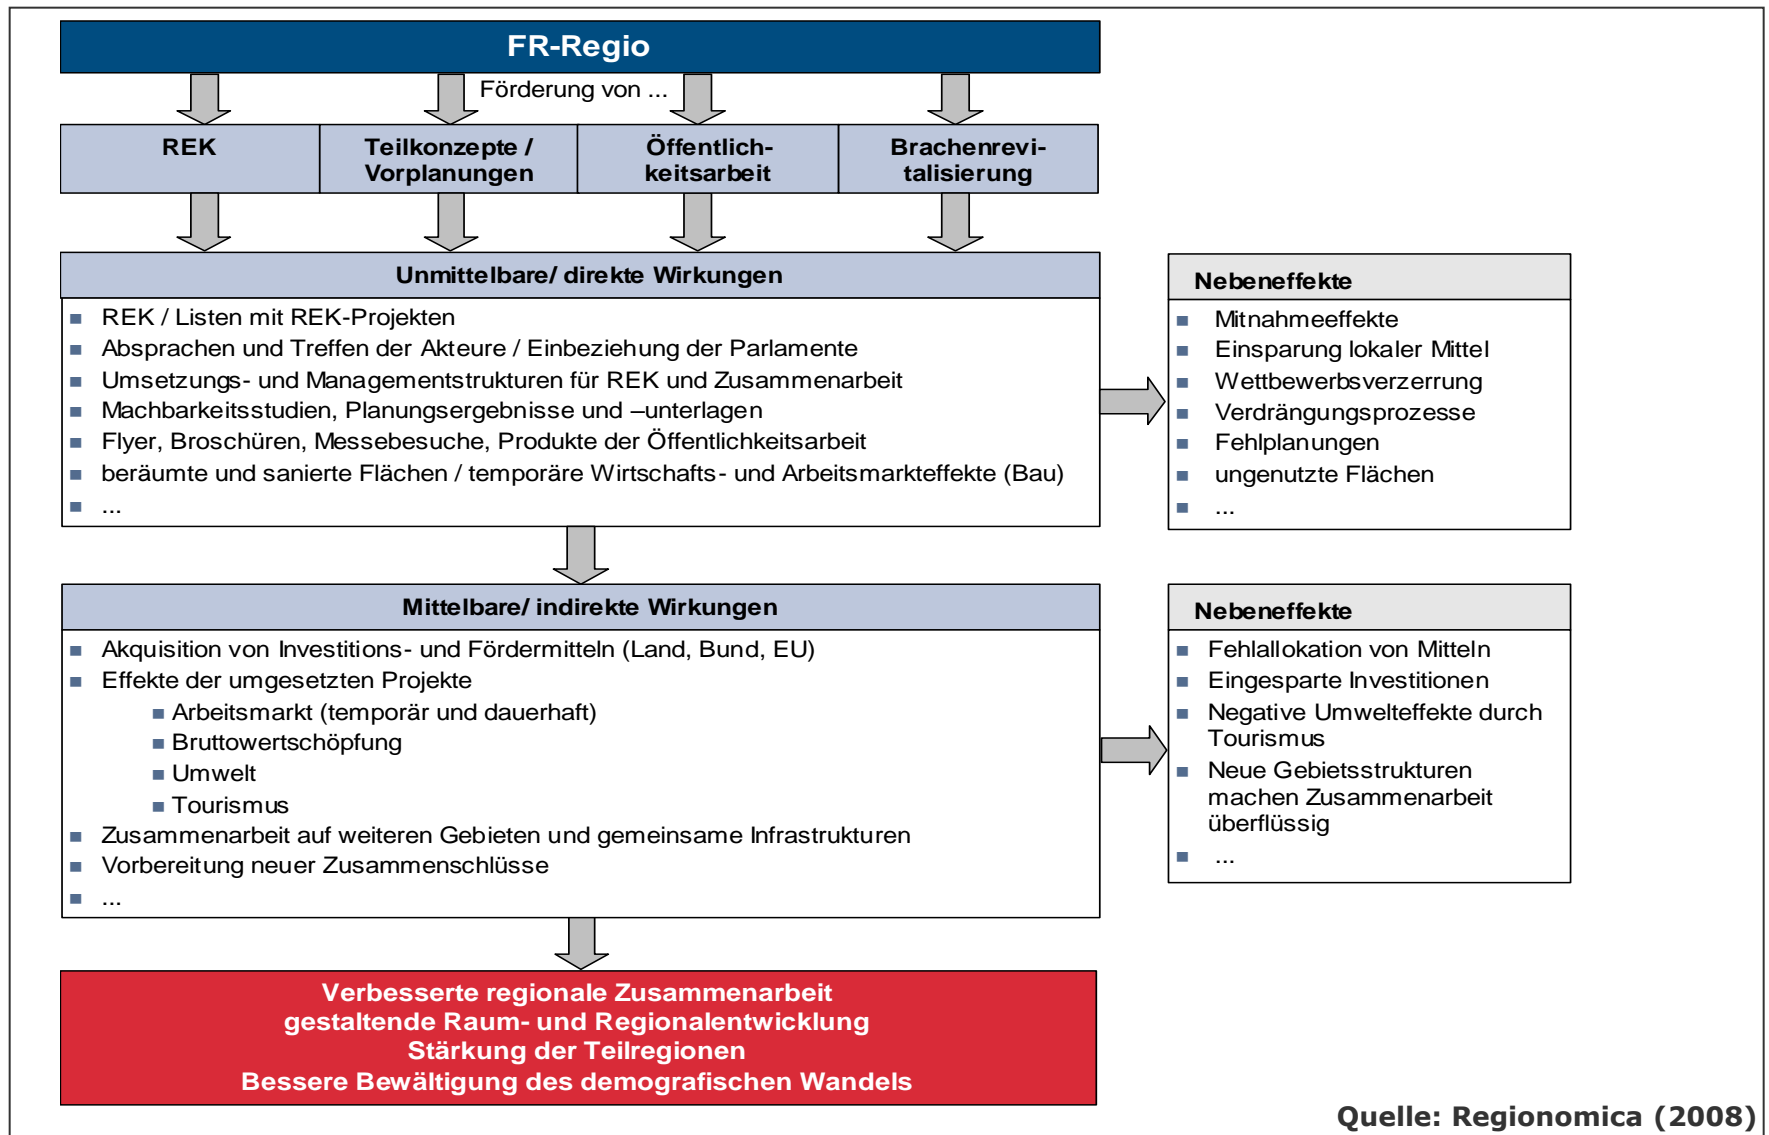 FR-Regio
Förderung von ...
REK
Teilkonzepte /
Vorplanungen
Öffentlich-
keitsarbeit
Brachenrevi-
talisierung
Unmittelbare/ direkte Wirkungen
REK / Listen mit REK-Projekten
Absprachen und Treffen der Akteure / Einbeziehung der Parlamente
Umsetzungs- und Managementstrukturen für REK und Zusammenarbeit
Machbarkeitsstudien, Planungsergebnisse und –unterlagen
Flyer, Broschüren, Messebesuche, Produkte der Öffentlichkeitsarbeit
beräumte und sanierte Flächen / temporäre Wirtschafts- und Arbeitsmarkteffekte (Bau)
...
Nebeneffekte
Mitnahmeeffekte
Einsparung lokaler Mittel
Wettbewerbsverzerrung
Verdrängungsprozesse
Fehlplanungen
ungenutzte Flächen
...
Mittelbare/ indirekte Wirkungen
Akquisition von Investitions- und Fördermitteln (Land, Bund, EU)
Effekte der umgesetzten Projekte
Arbeitsmarkt (temporär und dauerhaft)
Bruttowertschöpfung
Umwelt
Tourismus
Zusammenarbeit auf weiteren Gebieten und gemeinsame Infrastrukturen
Vorbereitung neuer Zusammenschlüsse
...
Nebeneffekte
Fehlallokation von Mitteln
Eingesparte Investitionen
Negative Umwelteffekte durch
Tourismus
Neue Gebietsstrukturen
machen Zusammenarbeit
überflüssig
...
Verbesserte regionale Zusammenarbeit
gestaltende Raum- und Regionalentwicklung
Stärkung der Teilregionen
Bessere Bewältigung des demografischen Wandels
Quelle: Regionomica (2008)